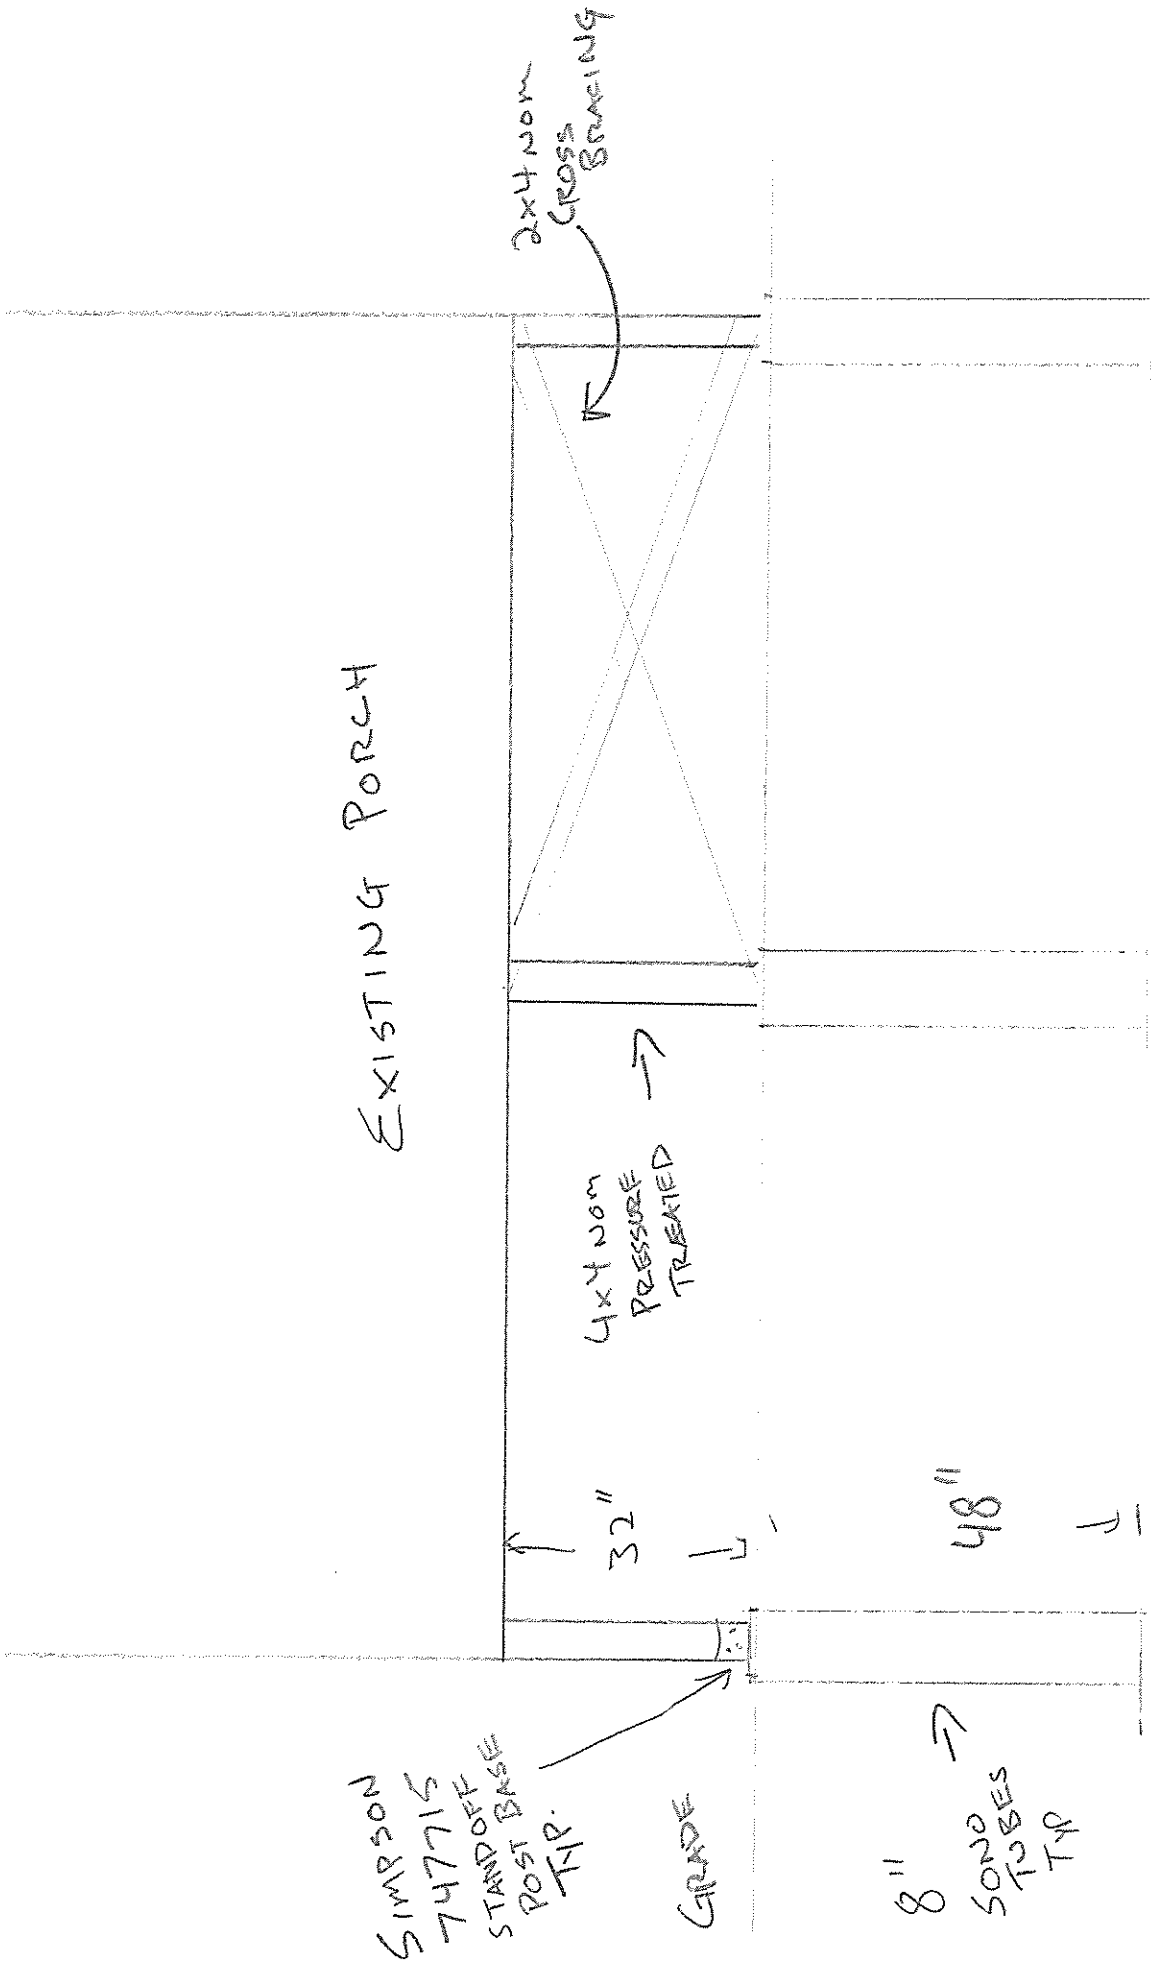 EXISTING PORCH
2x4 NOM
CROSS
BRACING
SIMPSON
747715
STANDOFF
POST BASE
TYP.
32"
4x4 NOM
PRESSURE
TREATED
GRADE
8"
SONO
TUBES
TYP
48"